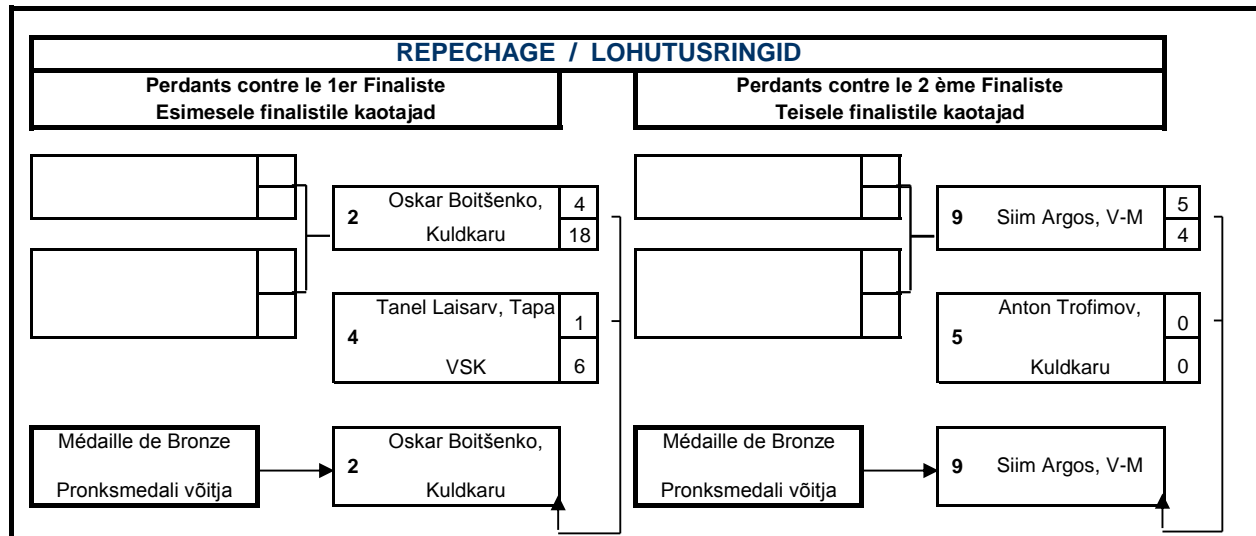 REPECHAGE / LOHUTUSRINGID
Perdants contre le 1er Finaliste
Esimesele finalistile kaotajad
Perdants contre le 2 ème Finaliste
Teisele finalistile kaotajad
2
Oskar Boitšenko,
Kuldkaru
4
18
4
Tanel Laisarv, Tapa
VSK
1
6
9
Siim Argos, V-M
5
4
5
Anton Trofimov,
Kuldkaru
0
0
Médaille de Bronze
Pronksmedali võitja
2
Oskar Boitšenko,
Kuldkaru
Médaille de Bronze
Pronksmedali võitja
9
Siim Argos, V-M